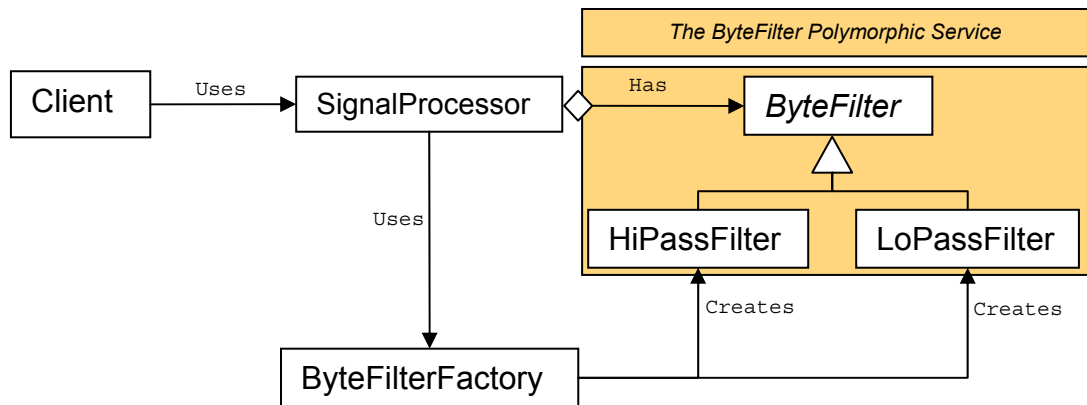 The ByteFilter Polymorphic Service
Client
Uses
SignalProcessor
Has
ByteFilter
Uses
HiPassFilter
LoPassFilter
Creates
Creates
ByteFilterFactory